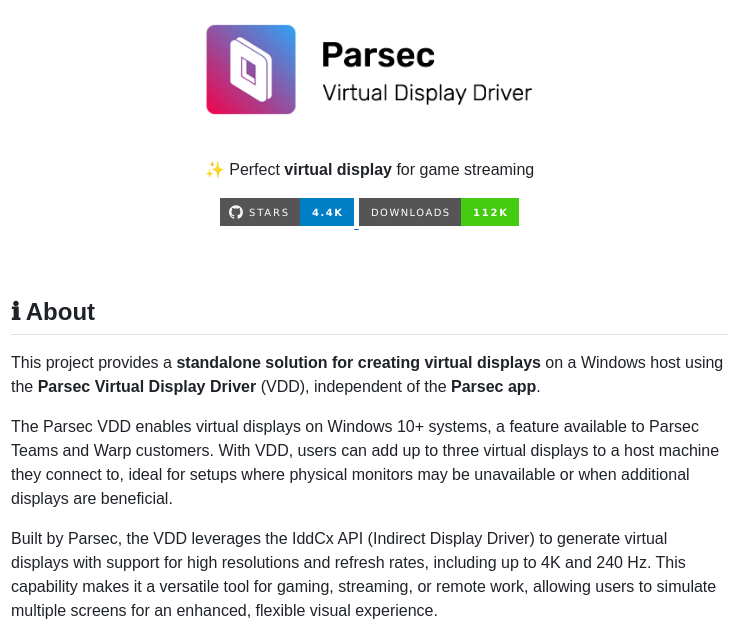 Parsec
Virtual Display Driver
✨ Perfect virtual display for game streaming
STARS 4.4K DOWNLOADS 112K
ℹ About
This project provides a standalone solution for creating virtual displays on a Windows host using
the Parsec Virtual Display Driver (VDD), independent of the Parsec app.
The Parsec VDD enables virtual displays on Windows 10+ systems, a feature available to Parsec
Teams and Warp customers. With VDD, users can add up to three virtual displays to a host machine
they connect to, ideal for setups where physical monitors may be unavailable or when additional
displays are beneficial.
Built by Parsec, the VDD leverages the IddCx API (Indirect Display Driver) to generate virtual
displays with support for high resolutions and refresh rates, including up to 4K and 240 Hz. This
capability makes it a versatile tool for gaming, streaming, or remote work, allowing users to simulate
multiple screens for an enhanced, flexible visual experience.